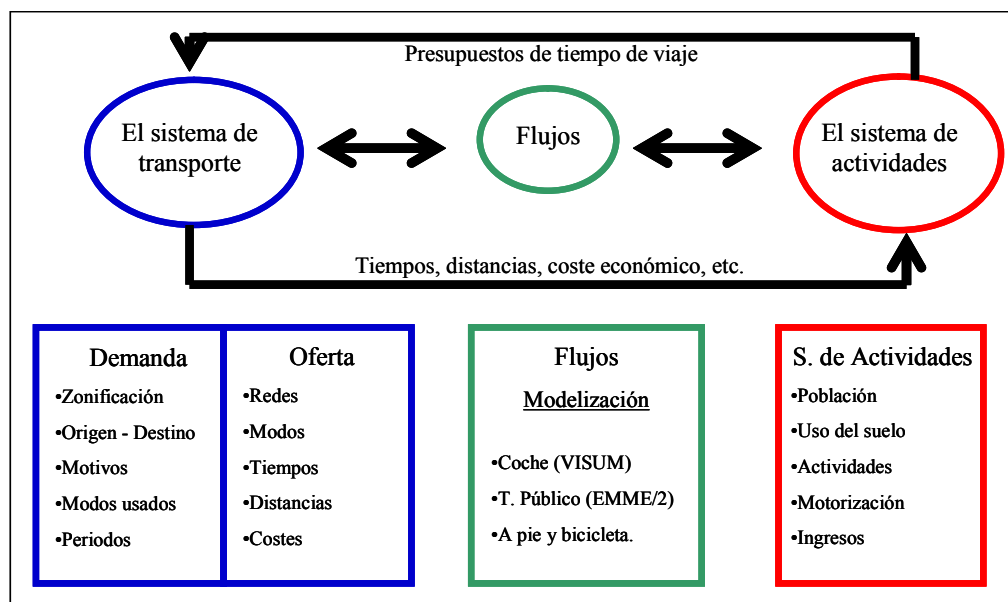 Presupuestos de tiempo de viaje
El sistema de
transporte
Flujos
El sistema de
actividades
Tiempos, distancias, coste económico, etc.
Demanda
•Zonificación
•Origen - Destino
•Motivos
•Modos usados
•Periodos
Oferta
•Redes
•Modos
•Tiempos
•Distancias
•Costes
Flujos
Modelización
•Coche (VISUM)
•T. Público (EMME/2)
•A pie y bicicleta.
S. de Actividades
•Población
•Uso del suelo
•Actividades
•Motorización
•Ingresos